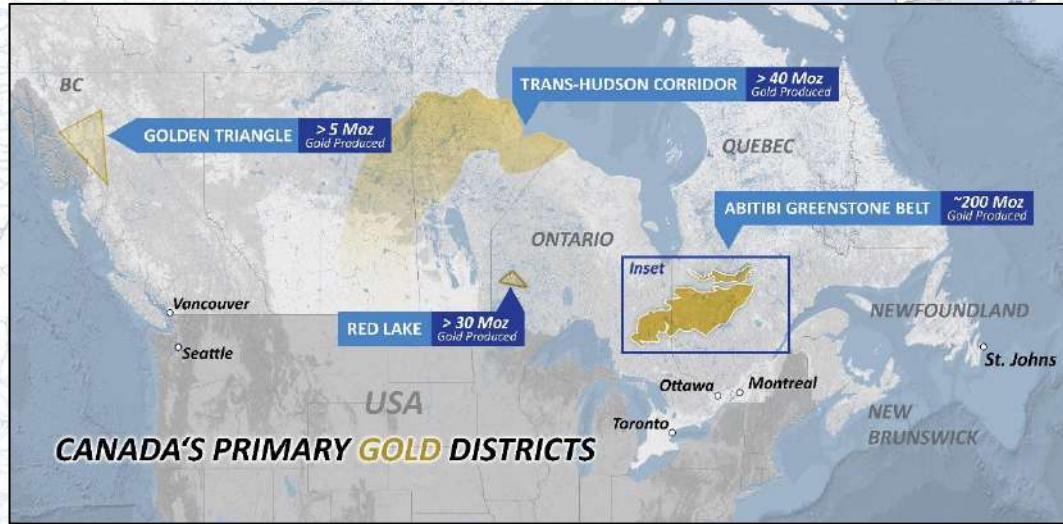 BC
TRANS-HUDSON CORRIDOR
> 40 Moz
Gold Produced
GOLDEN TRIANGLE
> 5 Moz
Gold Produced
QUEBEC
ABITIBI GREENSTONE BELT
~200 Moz
Gold Produced
ONTARIO
Inset
Vancouver
RED LAKE
> 30 Moz
Gold Produced
NEWFOUNDLAND
Seattle
St. Johns
USA
Ottawa
Montreal
Toronto
NEW
BRUNSWICK
CANADA'S PRIMARY GOLD DISTRICTS